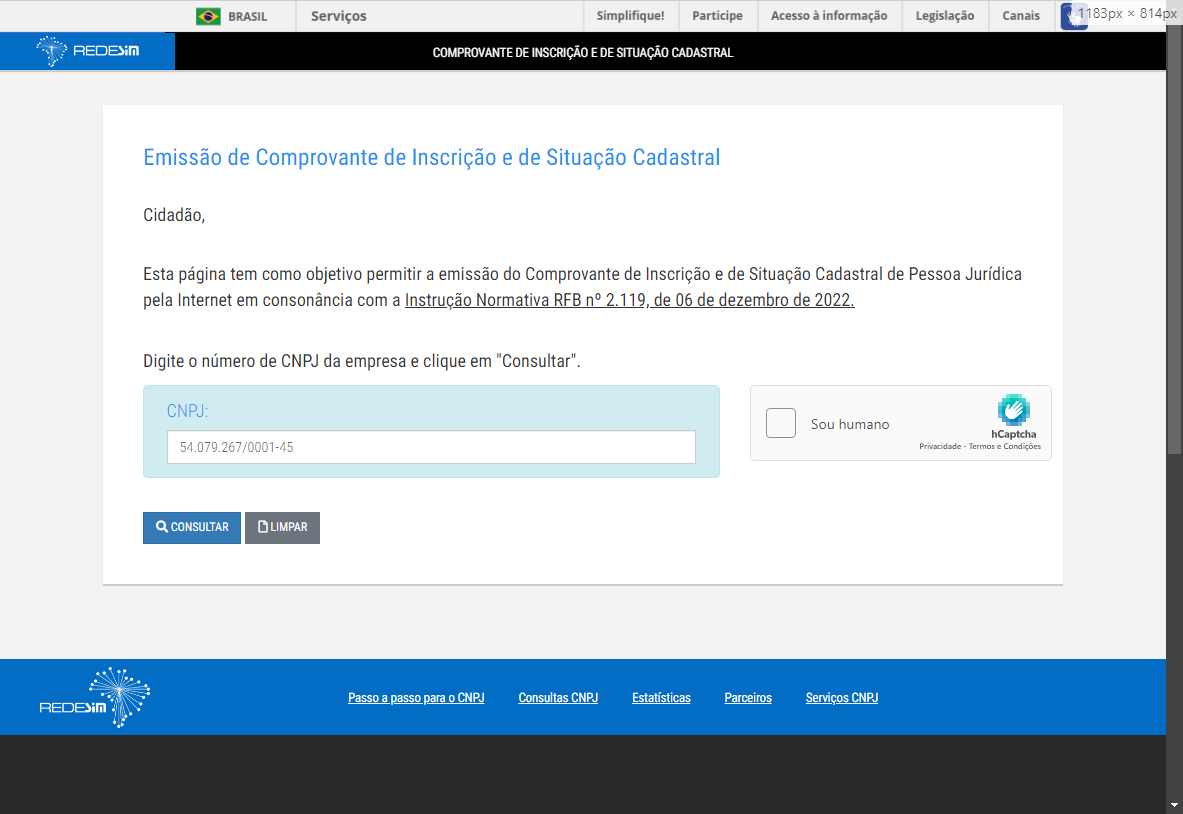 BRASIL
Serviços
Simplifique!
Participe
Acesso à informação
Legislação
Canais
1183px × 814px
REDESIM
COMPROVANTE DE INSCRIÇÃO E DE SITUAÇÃO CADASTRAL
Emissão de Comprovante de Inscrição e de Situação Cadastral
Cidadão,
Esta página tem como objetivo permitir a emissão do Comprovante de Inscrição e de Situação Cadastral de Pessoa Jurídica
pela Internet em consonância com a Instrução Normativa RFB nº 2.119, de 06 de dezembro de 2022.
Digite o número de CNPJ da empresa e clique em "Consultar".
CNPJ:
54.079.267/0001-45
Sou humano
hCaptcha
Privacidade - Termos e Condições
CONSULTAR
LIMPAR
REDESIM
Passo a passo para o CNPJ
Consultas CNPJ
Estatísticas
Parceiros
Serviços CNPJ